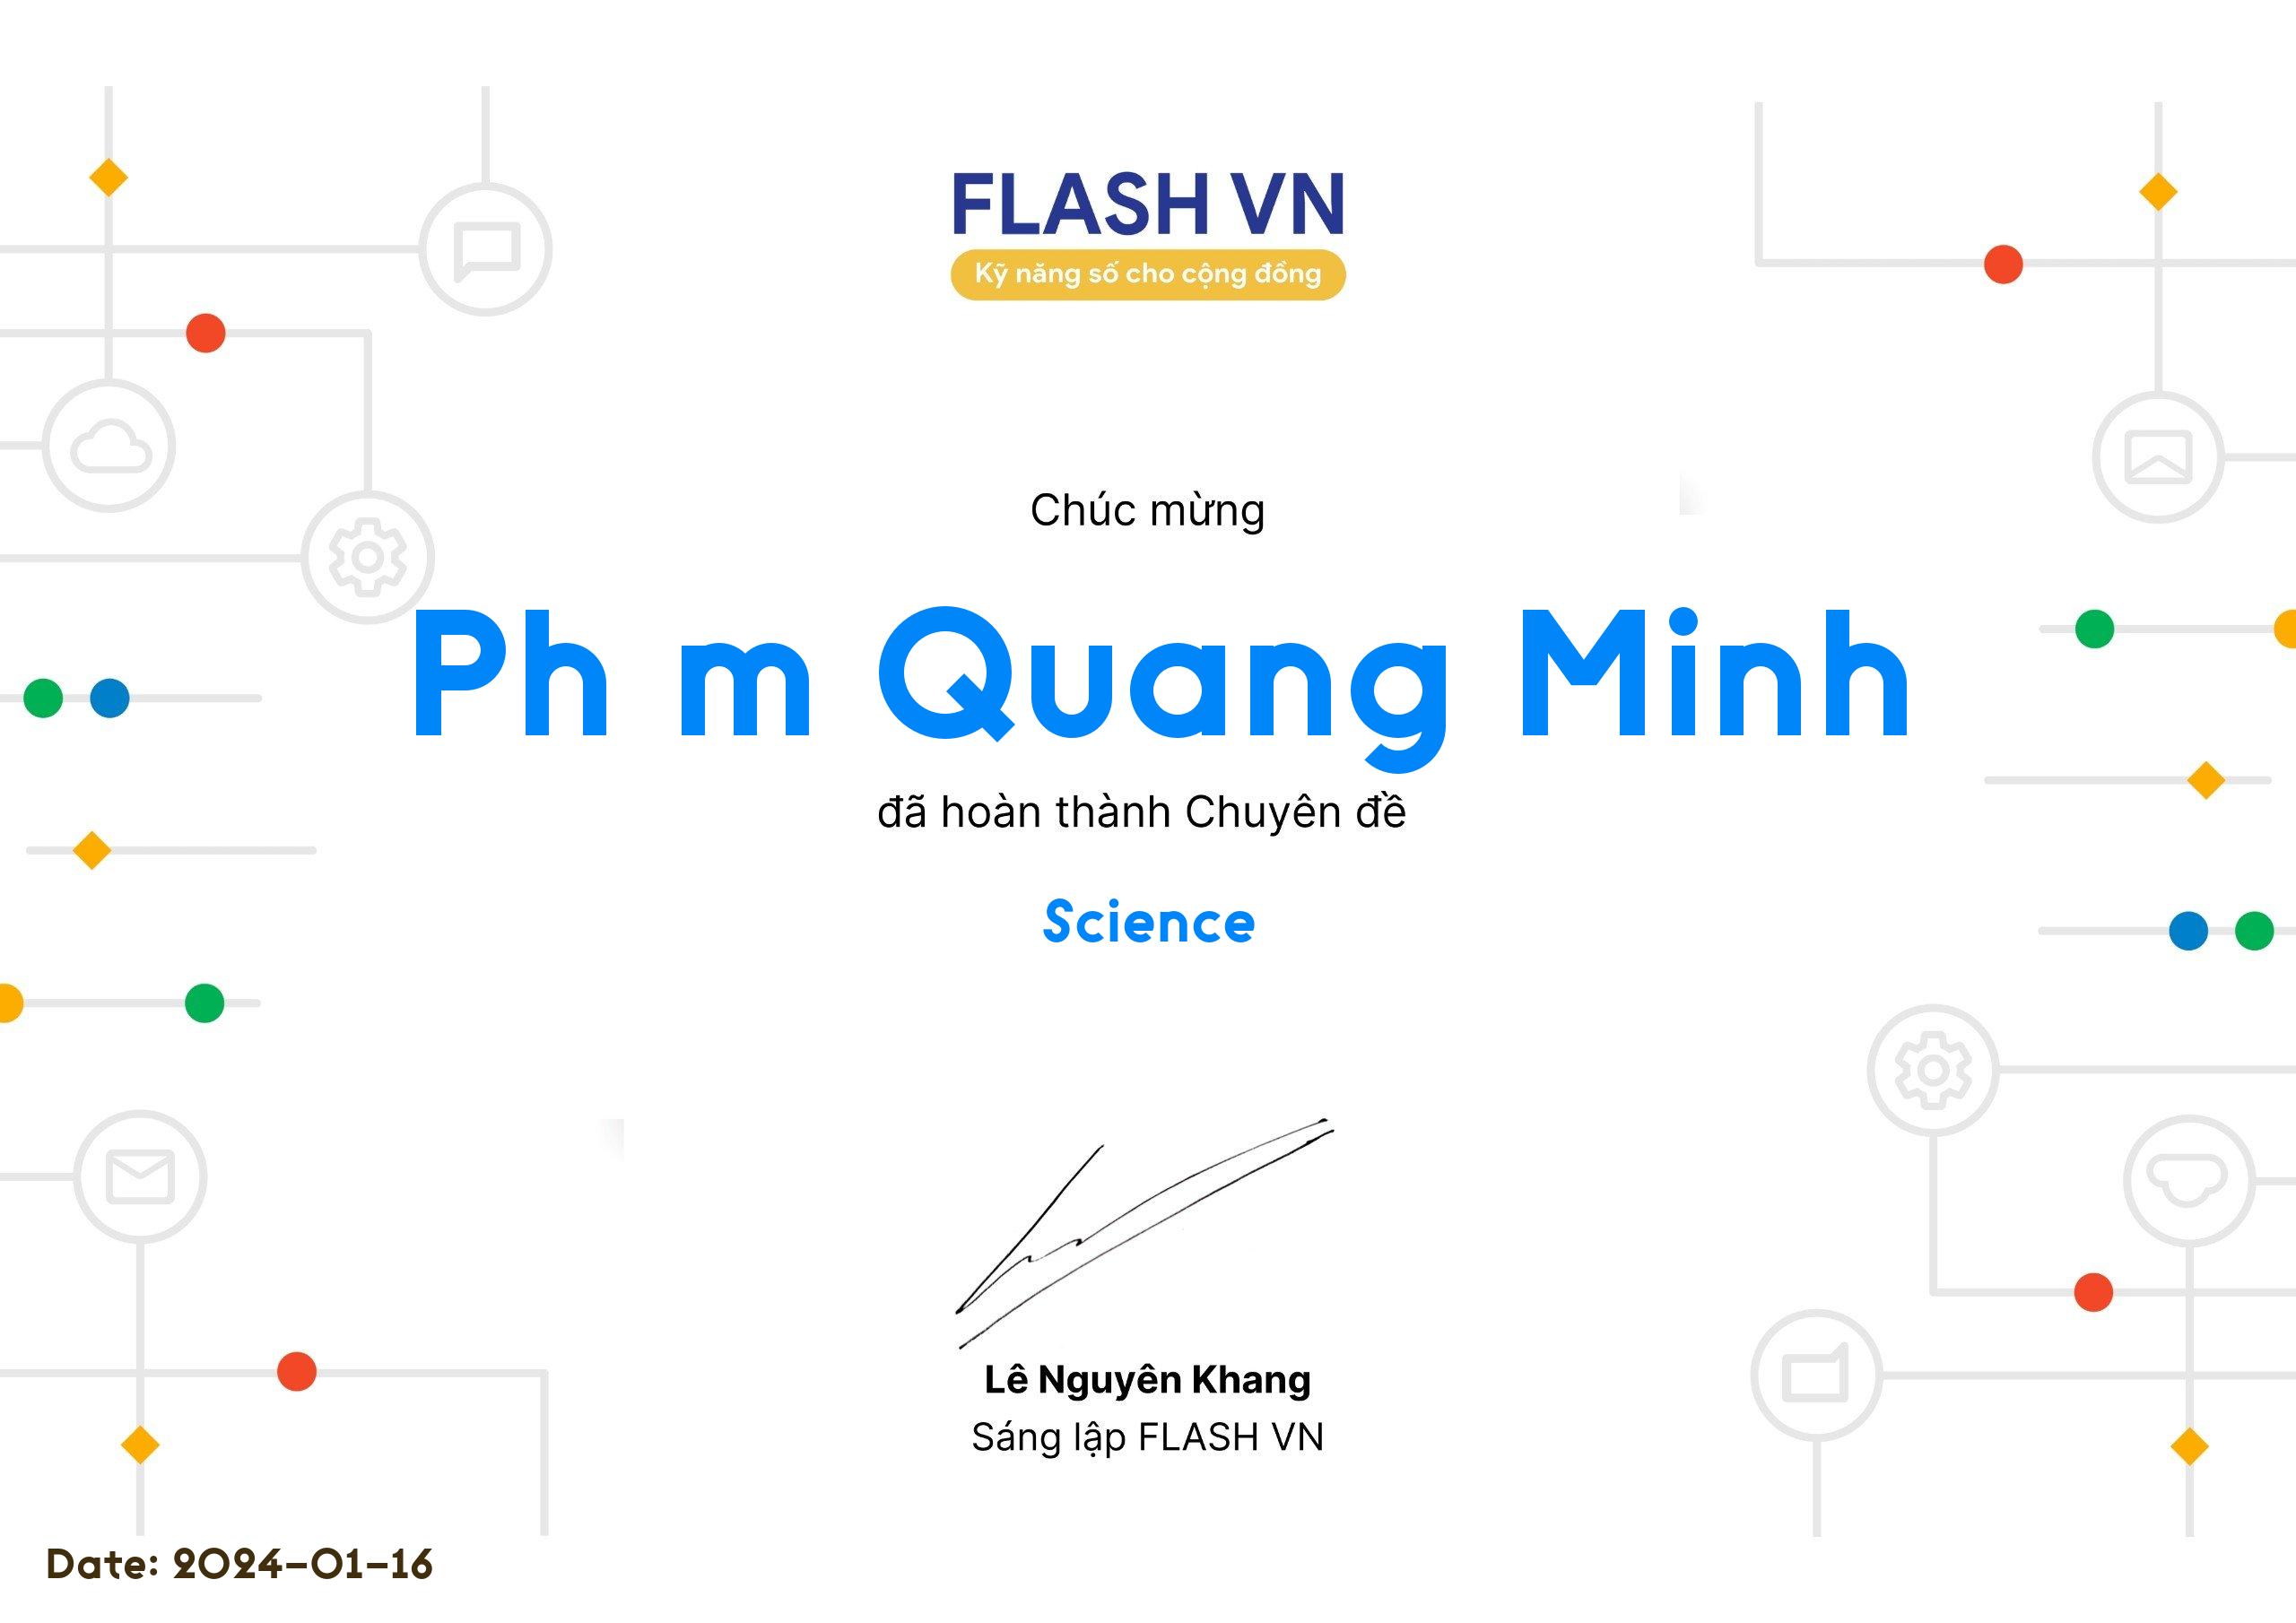 FLASH VN
Kỹ năng số cho cộng đồng
Chúc mừng
Ph m Quang Minh
đã hoàn thành Chuyên đề
Science
Lê Nguyên Khang
Sáng lập FLASH VN
Date: 2024-01-16